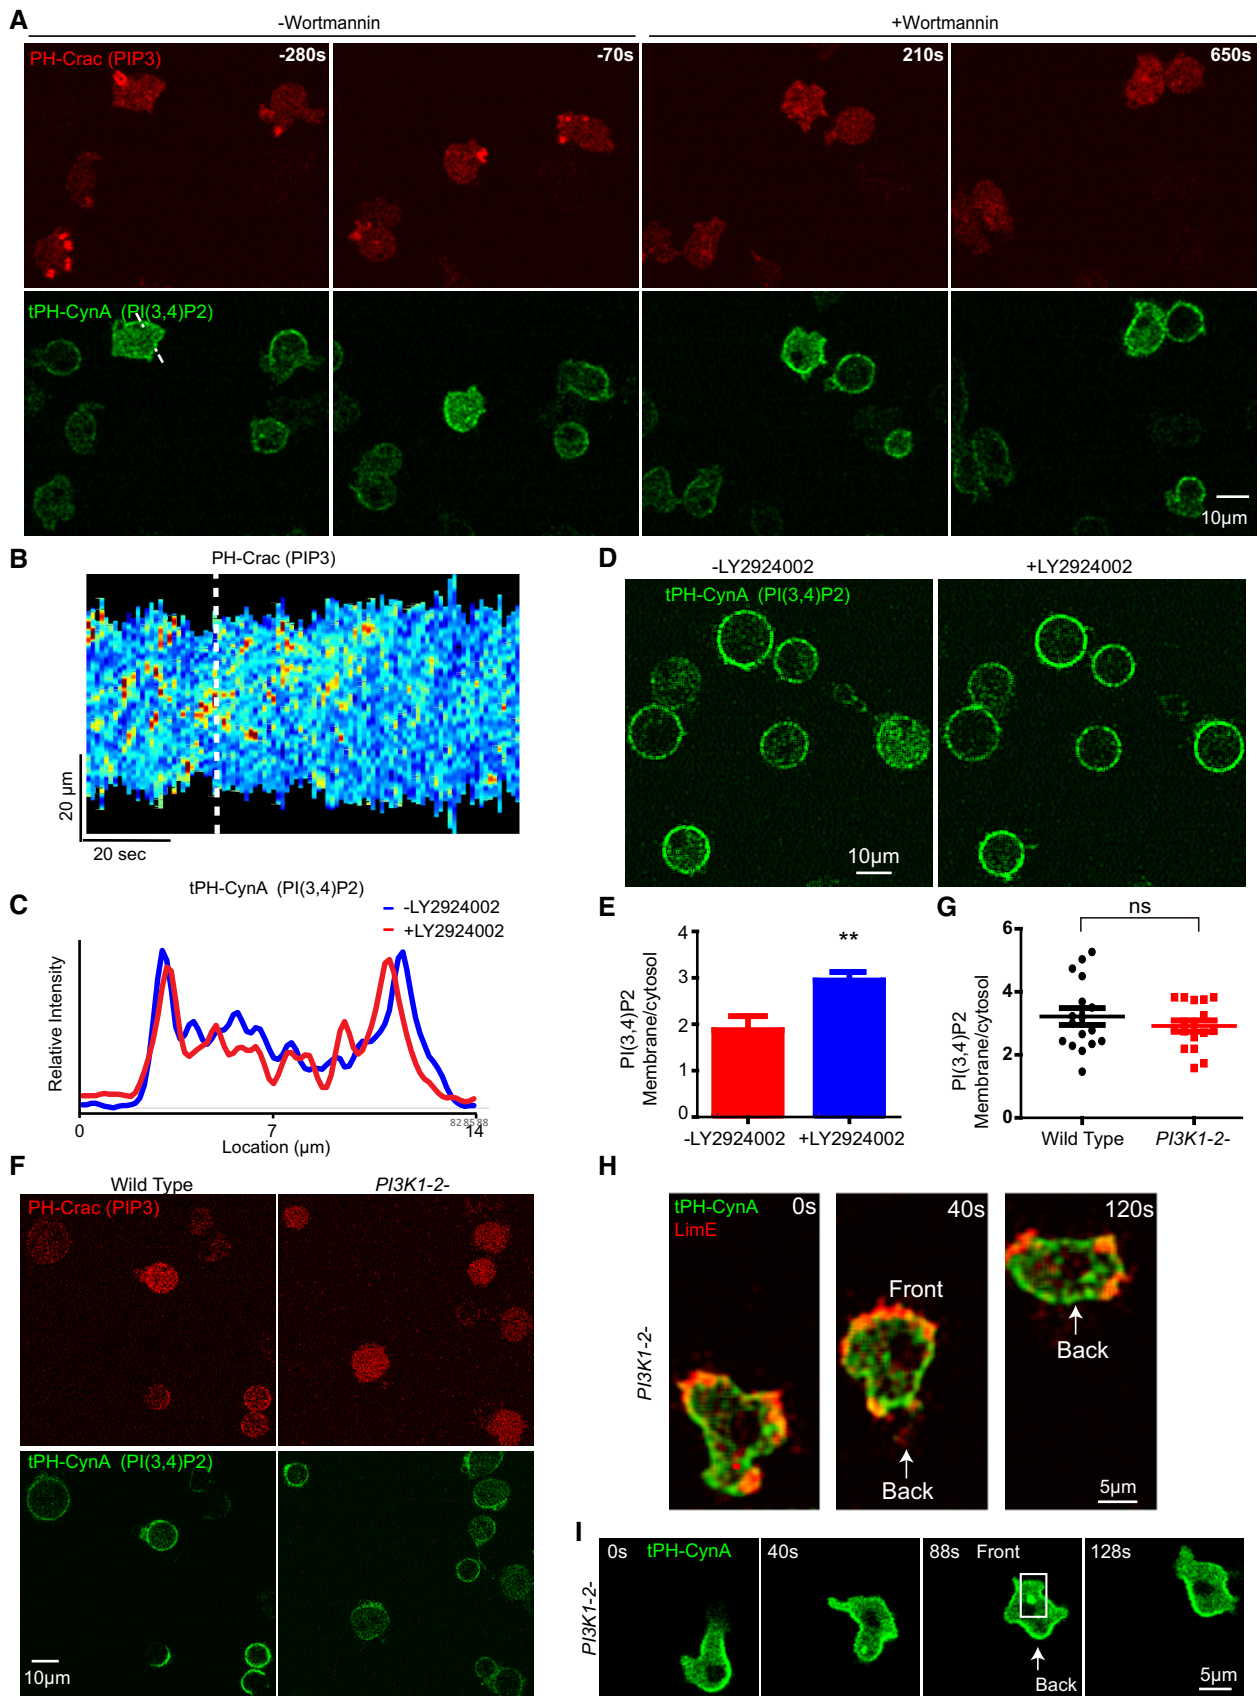 A
-Wortmannin
+Wortmannin
PH-Crac (PIP3)
-280s
-70s
210s
650s
tPH-CynA (PI(3,4)P2)
10µm
B
PH-Crac (PIP3)
20 µm
20 sec
C
tPH-CynA (PI(3,4)P2)
-LY2924002
+LY2924002
Relative Intensity
0
7
14
82 85 88
Location (µm)
D
-LY2924002
+LY2924002
tPH-CynA (PI(3,4)P2)
10µm
E
PI(3,4)P2
Membrane/cytosol
4
3
2
1
0
**
-LY2924002
+LY2924002
G
ns
PI(3,4)P2
Membrane/cytosol
6
4
2
0
Wild Type
PI3K1-2-
F
Wild Type
PI3K1-2-
PH-Crac (PIP3)
tPH-CynA (PI(3,4)P2)
10µm
H
PI3K1-2-
tPH-CynA
LimE
0s
40s
120s
Front
Back
Back
5µm
I
PI3K1-2-
0s
tPH-CynA
40s
88s
Front
128s
Back
5µm